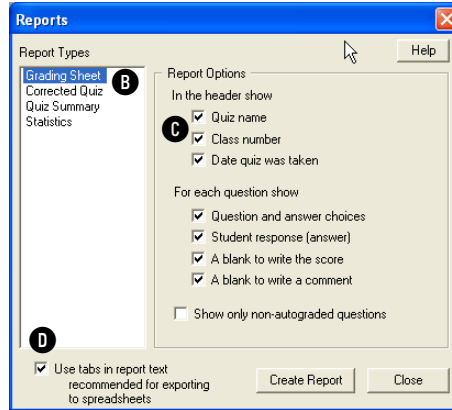 Reports
Report Types
Help
Grading Sheet
Corrected Quiz
Quiz Summary
Statistics
B
Report Options
In the header show
C
Quiz name
Class number
Date quiz was taken
For each question show
Question and answer choices
Student response (answer)
A blank to write the score
A blank to write a comment
Show only non-autograded questions
D
Use tabs in report text
recommended for exporting
to spreadsheets
Create Report
Close